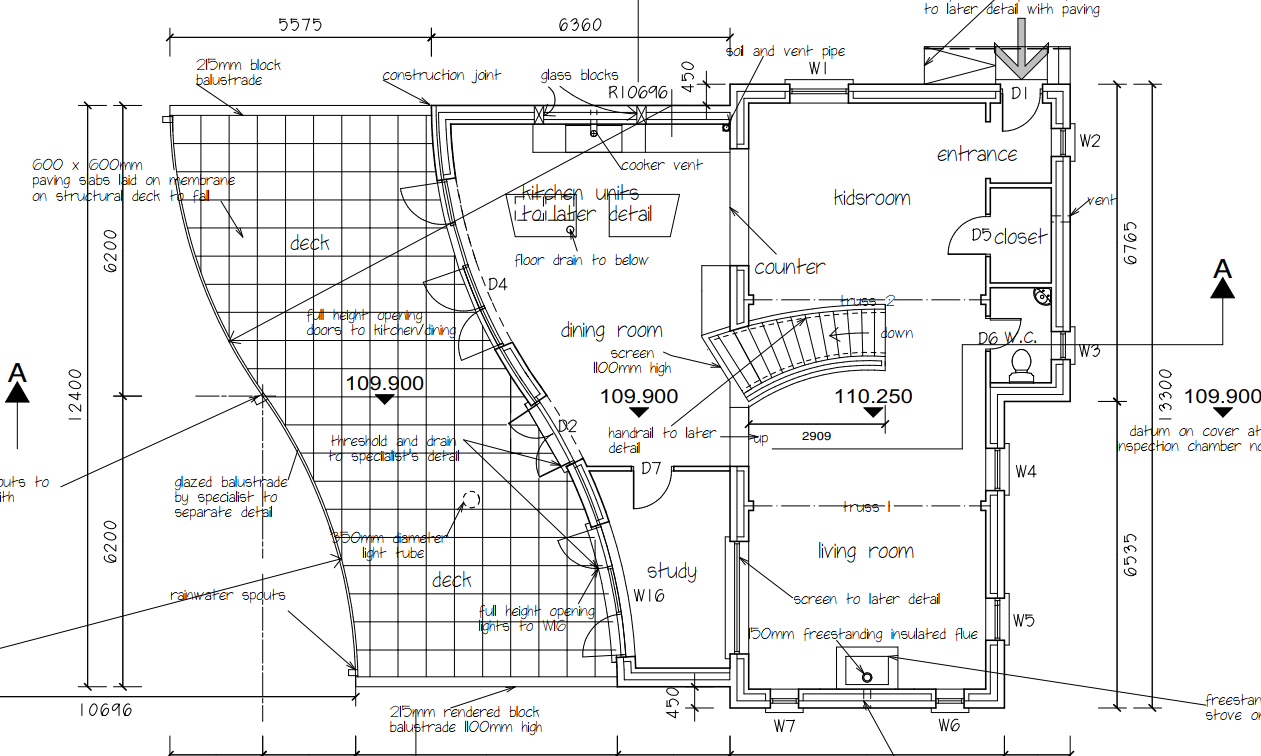 to later detail with paving
5575
6360
soil and vent pipe
215mm block
balustrade
construction joint
glass blocks
450
W1
R10696
D1
W2
600 x 600mm
paving slabs laid on membrane
on structural deck to fall
cooker vent
entrance
kitchen units
to later detail
kidsroom
vent
deck
6200
floor drain to below
D5
closet
6765
counter
A
D4
truss 2
full height opening
doors to kitchen/dining
dining room
down
screen
1100mm high
D6
W.C.
W3
A
12400
109.900
109.900
110.250
13300
109.900
D2
threshold and drain
to specialist's detail
handrail to later
detail
up
2909
datum on cover at
inspection chamber no
D7
W4
outs to
ith
glazed balustrade
by specialist to
separate detail
truss 1
350mm diameter
light tube
6200
6535
living room
deck
study
rainwater spouts
full height opening
lights to W16
W16
screen to later detail
W5
150mm freestanding insulated flue
10696
215mm rendered block
balustrade 1100mm high
450
W7
W6
freestan
stove on